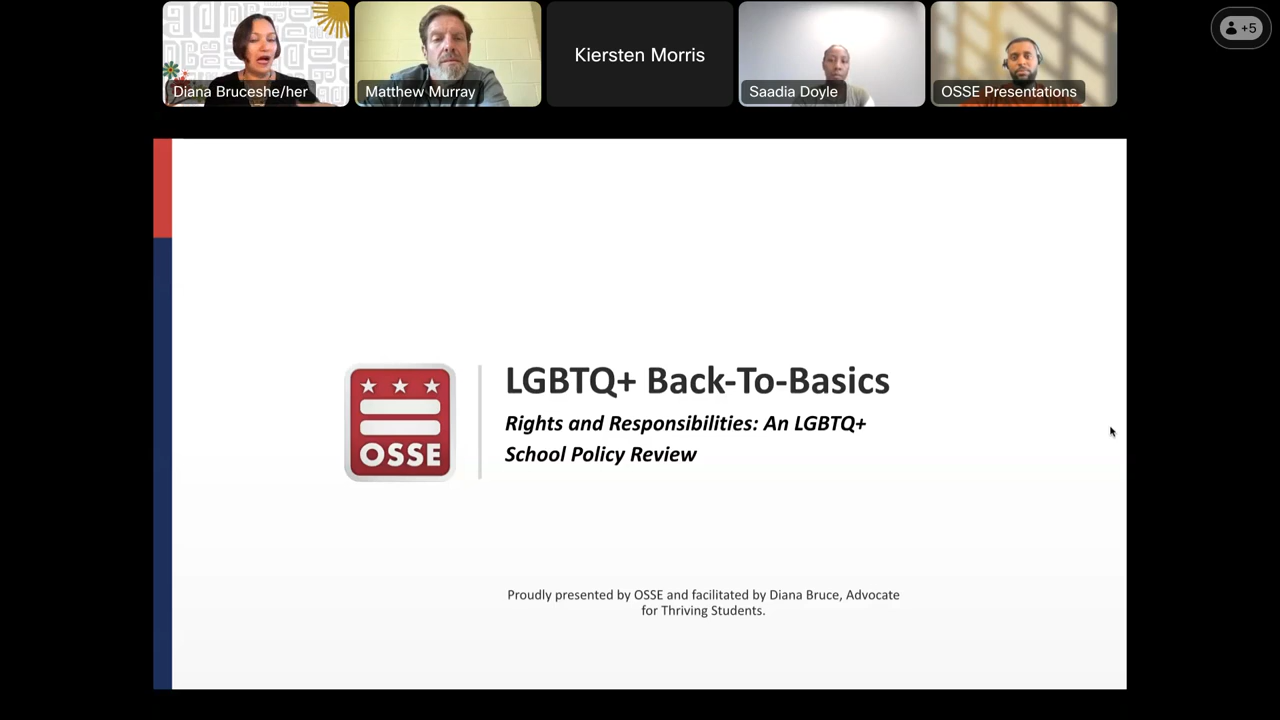 Diana Bruceshe/her
Matthew Murray
Kiersten Morris
Saadia Doyle
OSSE Presentations
+5
LGBTQ+ Back-To-Basics
Rights and Responsibilities: An LGBTQ+
School Policy Review
OSSE
Proudly presented by OSSE and facilitated by Diana Bruce, Advocate
for Thriving Students.